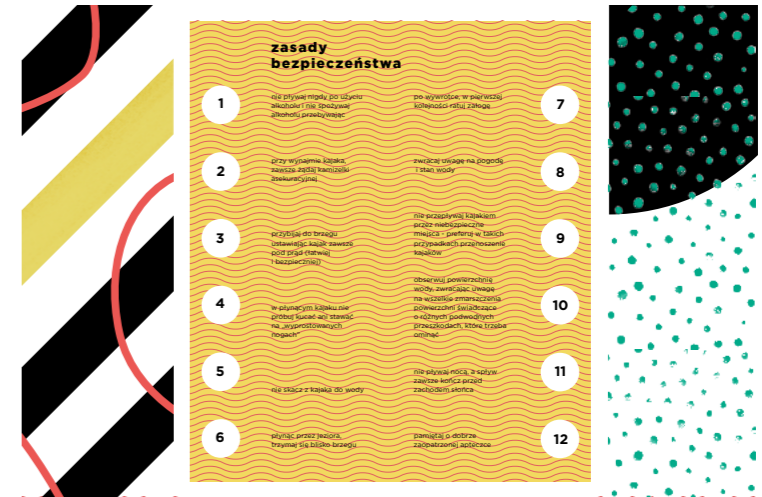 zasady
bezpieczeństwa
1
nie pływaj nigdy po użyciu
alkoholu i nie spożywaj
alkoholu przebywając
2
przy wynajmie kajaka,
zawsze żądaj kamizelki
asekuracyjnej
3
przybijaj do brzegu
ustawiając kajak zawsze
pod prąd (łatwiej
i bezpieczniej)
4
w płynącym kajaku nie
próbuj kucać ani stawać
na „wyprostowanych
nogach"
5
nie skacz z kajaka do wody
6
płynąc przez jeziora,
trzymaj się blisko brzegu
po wywrotce, w pierwszej
kolejności ratuj załogę
7
zwracaj uwagę na pogodę
i stan wody
8
nie przepływaj kajakiem
przez niebezpieczne
miejsca - preferuj w takich
przypadkach przenoszenie
kajaków
9
obserwuj powierzchnię
wody, zwracając uwagę
na wszelkie zmarszczenia
powierzchni świadczące
o różnych podwodnych
przeszkodach, które trzeba
ominąć
10
nie pływaj nocą, a spływ
zawsze kończ przed
zachodem słońca
11
pamiętaj o dobrze
zaopatrzonej apteczce
12